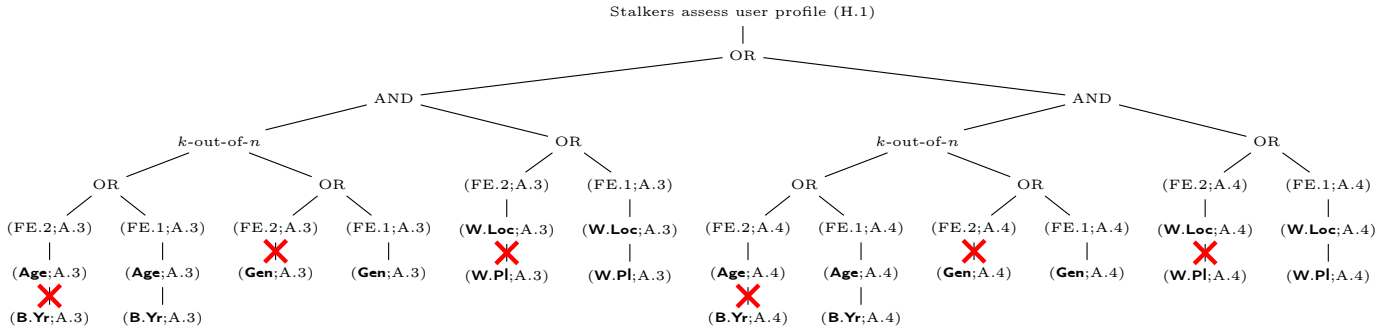 Stalkers assess user profile (H.1)
OR
AND AND
k-out-of-n OR k-out-of-n OR
OR OR (FE.2;A.3) (FE.1;A.3) OR OR (FE.2;A.4) (FE.1;A.4)
(FE.2;A.3) (FE.1;A.3) (FE.2;A.3) (FE.1;A.3) (W.Loc;A.3) (W.Loc;A.3) (FE.2;A.4) (FE.1;A.4) (FE.2;A.4) (FE.1;A.4) (W.Loc;A.4) (W.Loc;A.4)
(Age;A.3) (Age;A.3) (Gen;A.3) (Gen;A.3) (W.Pl;A.3) (W.Pl;A.3) (Age;A.4) (Age;A.4) (Gen;A.4) (Gen;A.4) (W.Pl;A.4) (W.Pl;A.4)
(B.Yr;A.3) (B.Yr;A.3) (B.Yr;A.4) (B.Yr;A.4)